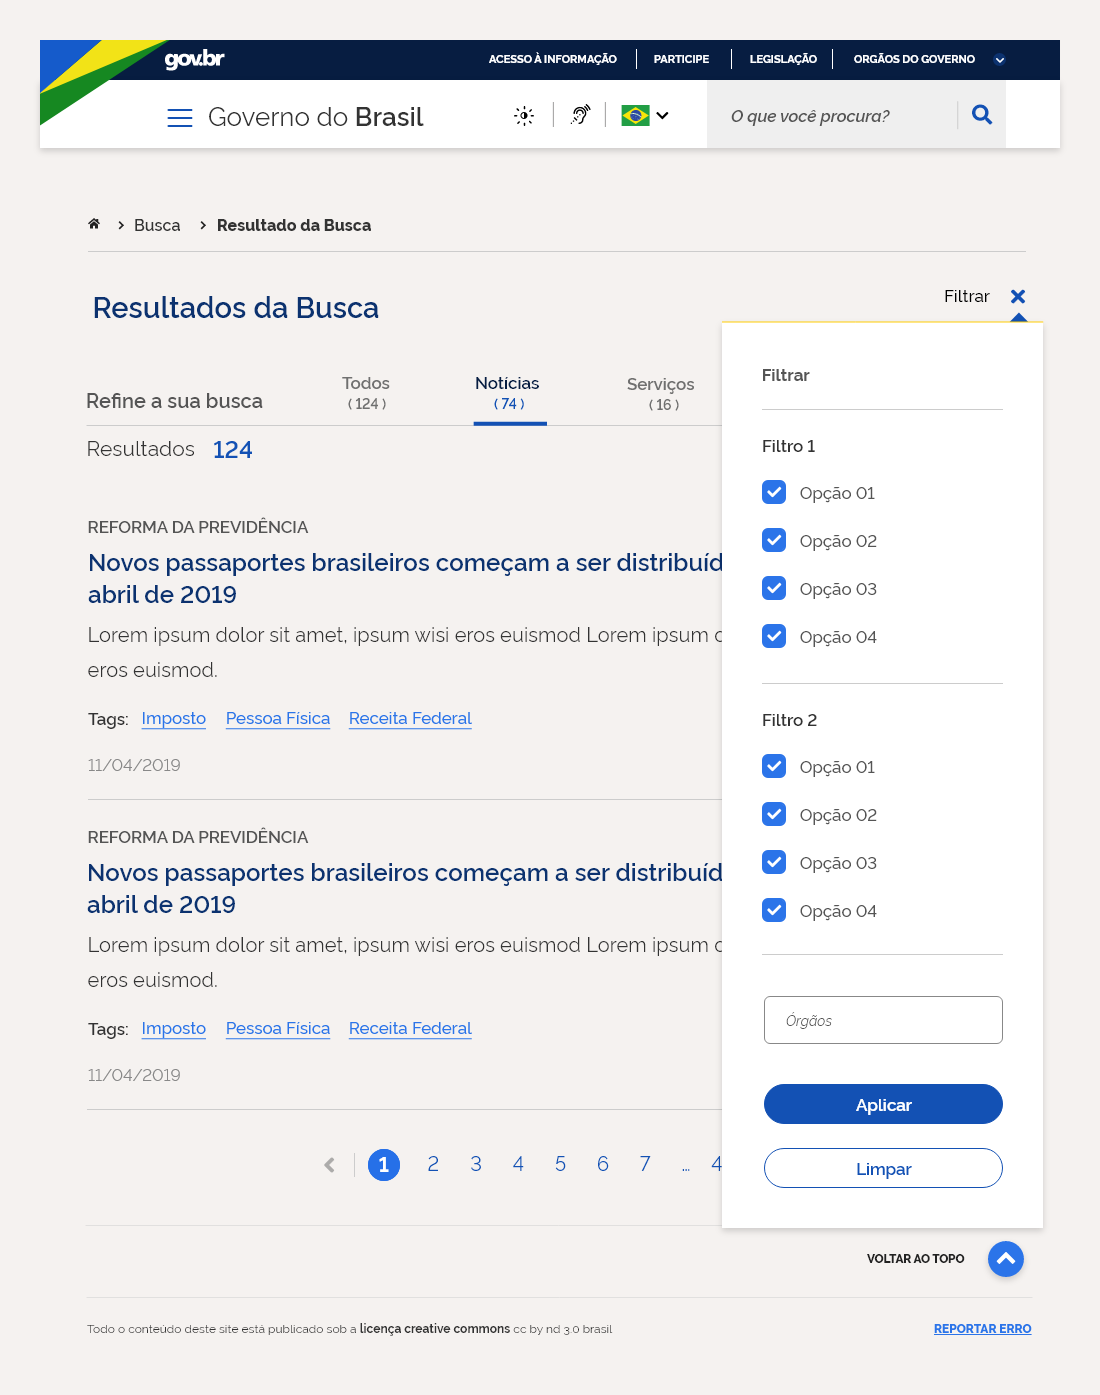 gov.br
ACESSO À INFORMAÇÃO PARTICIPE LEGISLAÇÃO ORGÃOS DO GOVERNO
Governo do Brasil
O que você procura?
Busca Resultado da Busca
Resultados da Busca
Filtrar
Refine a sua busca
Todos
( 124 )
Notícias
( 74 )
Serviços
( 16 )
Resultados 124
REFORMA DA PREVIDÊNCIA
Novos passaportes brasileiros começam a ser distribuíd
abril de 2019
Lorem ipsum dolor sit amet, ipsum wisi eros euismod Lorem ipsum
eros euismod.
Tags: Imposto Pessoa Física Receita Federal
11/04/2019
REFORMA DA PREVIDÊNCIA
Novos passaportes brasileiros começam a ser distribuíd
abril de 2019
Lorem ipsum dolor sit amet, ipsum wisi eros euismod Lorem ipsum
eros euismod.
Tags: Imposto Pessoa Física Receita Federal
11/04/2019
1 2 3 4 5 6 7 ... 4
Filtrar
Filtro 1
Opção 01
Opção 02
Opção 03
Opção 04
Filtro 2
Opção 01
Opção 02
Opção 03
Opção 04
Órgãos
Aplicar
Limpar
VOLTAR AO TOPO
Todo o conteúdo deste site está publicado sob a licença creative commons cc by nd 3.0 brasil
REPORTAR ERRO